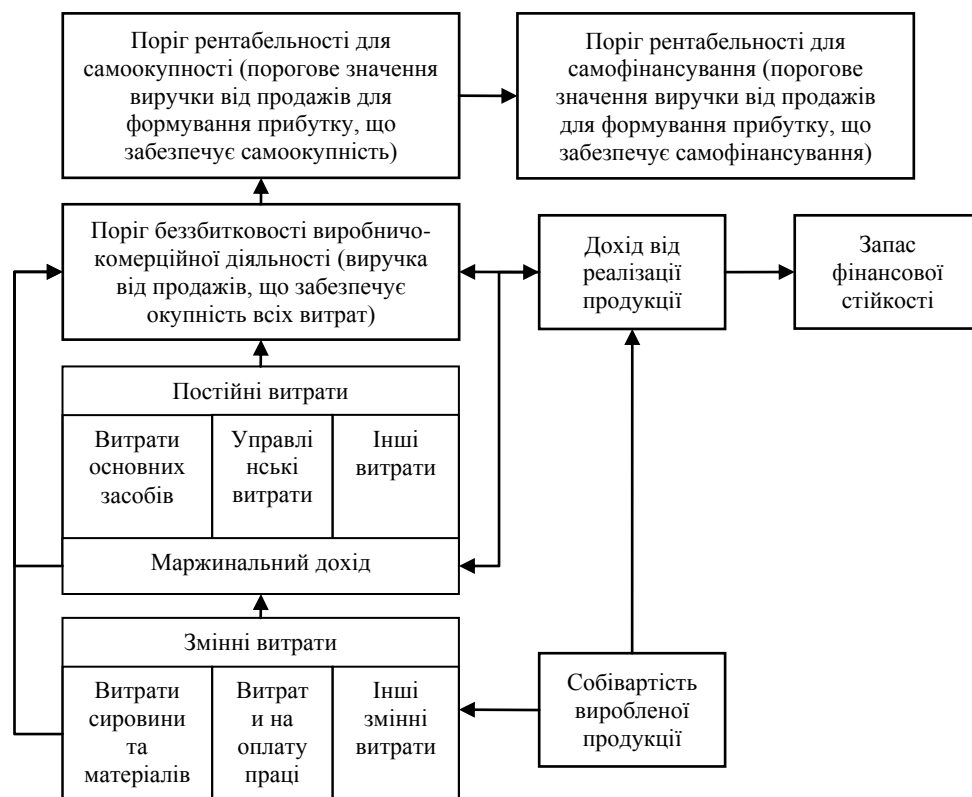 Поріг рентабельності для
самоокупності (порогове значення
виручки від продажів для
формування прибутку, що
забезпечує самоокупність)
Поріг рентабельності для
самофінансування (порогове
значення виручки від продажів
для формування прибутку, що
забезпечує самофінансування)
Поріг беззбитковості виробничо-
комерційної діяльності (виручка
від продажів, що забезпечує
окупність всіх витрат)
Дохід від
реалізації
продукції
Запас
фінансової
стійкості
Постійні витрати
Витрати
основних
засобів
Управлі
нські
витрати
Інші
витрати
Маржинальний дохід
Змінні витрати
Витрати
сировини
та
матеріалів
Витрат
и на
оплату
праці
Інші
змінні
витрати
Собівартість
виробленої
продукції